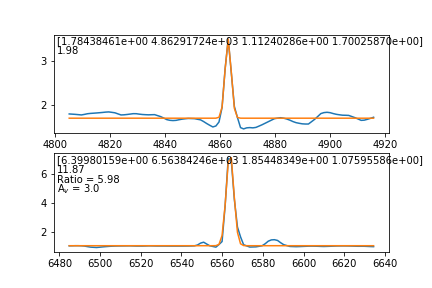 [1.78438461e+00 4.86291724e+03 1.11240286e+00 1.70025870e+00]
1.98
3
2
4800 4820 4840 4860 4880 4900 4920
[6.39980159e+00 6.56384246e+03 1.85448349e+00 1.07595586e+00]
11.87
Ratio = 5.98
Aᵥ = 3.0
6
4
2
6480 6500 6520 6540 6560 6580 6600 6620 6640